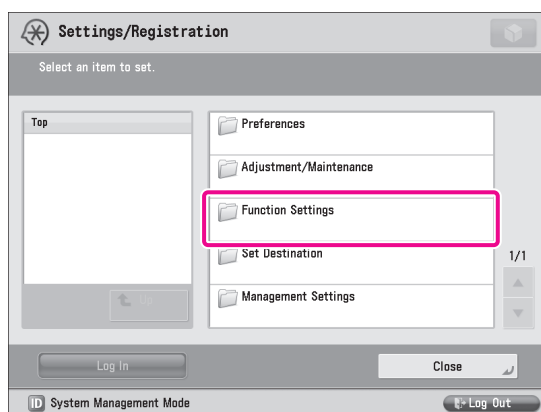 Settings/Registration
Select an item to set.
Top
Preferences
Adjustment/Maintenance
Function Settings
Set Destination
1/1
Up
Management Settings
Log In
Close
ID System Management Mode
Log Out